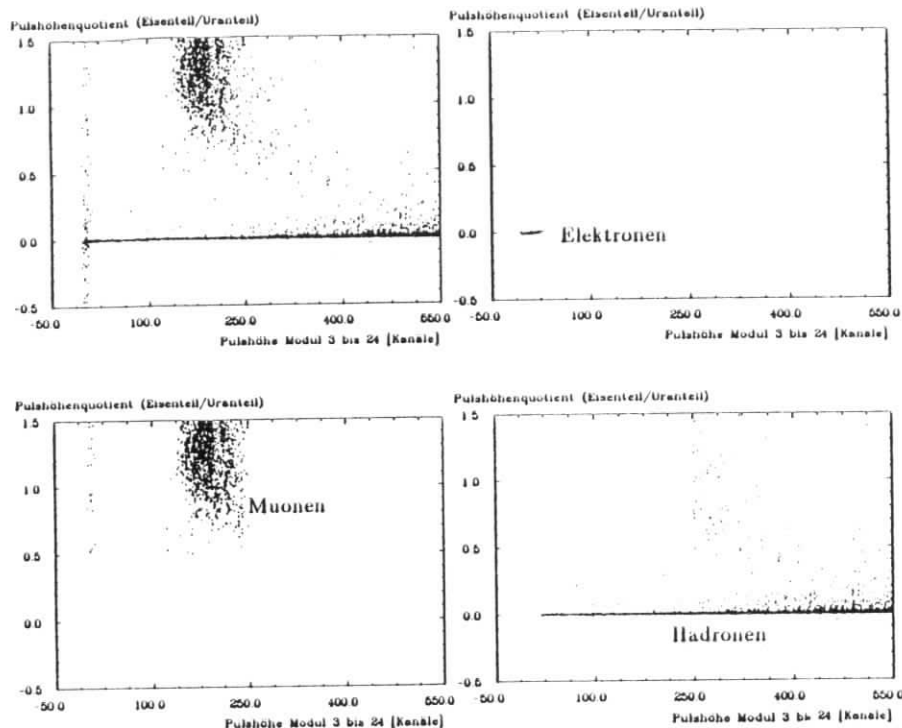 Pulshöhenquotient (Eisenteil/Uranteil)
1.5
1.0
0.5
0.0
-0.5
-50.0 100.0 250.0 400.0 550.0
Pulshöhe Modul 3 bis 24 [Kanäle]
Pulshöhenquotient (Eisenteil/Uranteil)
1.5
1.0
0.5
0.0
Elektronen
-0.5
-50.0 100.0 250.0 400.0 550.0
Pulshöhe Modul 3 bis 24 [Kanäle]
Pulshöhenquotient (Eisenteil/Uranteil)
1.5
1.0
Muonen
0.5
0.0
-0.5
-50.0 100.0 250.0 400.0 550.0
Pulshöhe Modul 3 bis 24 [Kanäle]
Pulshöhenquotient (Eisenteil/Uranteil)
1.5
1.0
0.5
0.0
Hadronen
-0.5
-50.0 100.0 250.0 400.0 550.0
Pulshöhe Modul 3 bis 24 [Kanäle]